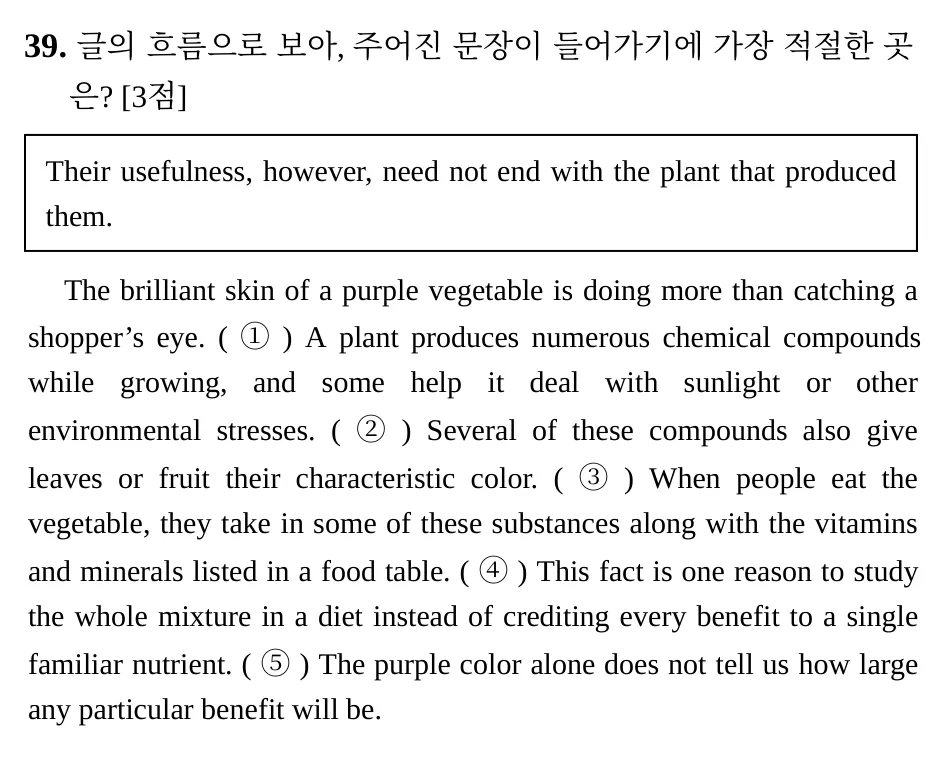 39. 글의 흐름으로 보아, 주어진 문장이 들어가기에 가장 적절한 곳
은? [3점]
Their usefulness, however, need not end with the plant that produced
them.
The brilliant skin of a purple vegetable is doing more than catching a
shopper’s eye. ( ① ) A plant produces numerous chemical compounds
while growing, and some help it deal with sunlight or other
environmental stresses. ( ② ) Several of these compounds also give
leaves or fruit their characteristic color. ( ③ ) When people eat the
vegetable, they take in some of these substances along with the vitamins
and minerals listed in a food table. ( ④ ) This fact is one reason to study
the whole mixture in a diet instead of crediting every benefit to a single
familiar nutrient. ( ⑤ ) The purple color alone does not tell us how large
any particular benefit will be.